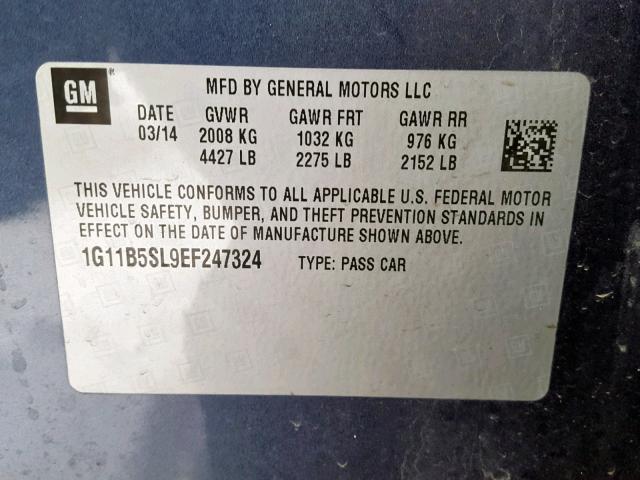 GM®
MFD BY GENERAL MOTORS LLC
DATE GVWR GAWR FRT GAWR RR
03/14 2008 KG 1032 KG 976 KG
4427 LB 2275 LB 2152 LB
THIS VEHICLE CONFORMS TO ALL APPLICABLE U.S. FEDERAL MOTOR
VEHICLE SAFETY, BUMPER, AND THEFT PREVENTION STANDARDS IN
EFFECT ON THE DATE OF MANUFACTURE SHOWN ABOVE.
1G11B5SL9EF247324 TYPE: PASS CAR